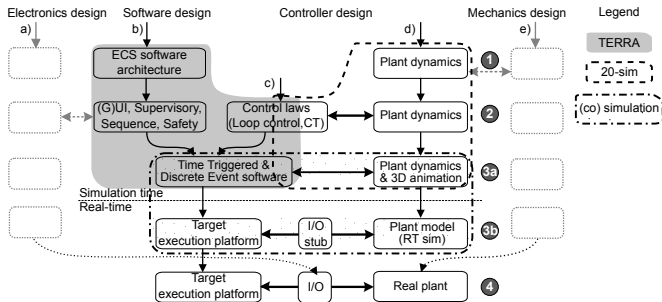 Electronics design
Software design
Controller design
Mechanics design
Legend
a)
b)
c)
d)
e)
TERRA
20-sim
(co) simulation
ECS software
architecture
Plant dynamics
1
(G)UI, Supervisory,
Sequence, Safety
Control laws
(Loop control,CT)
Plant dynamics
2
Time Triggered &
Discrete Event software
Plant dynamics
& 3D animation
3a
Simulation time
Real-time
Target
execution platform
I/O
stub
Plant model
(RT sim)
3b
Target
execution platform
I/O
Real plant
4